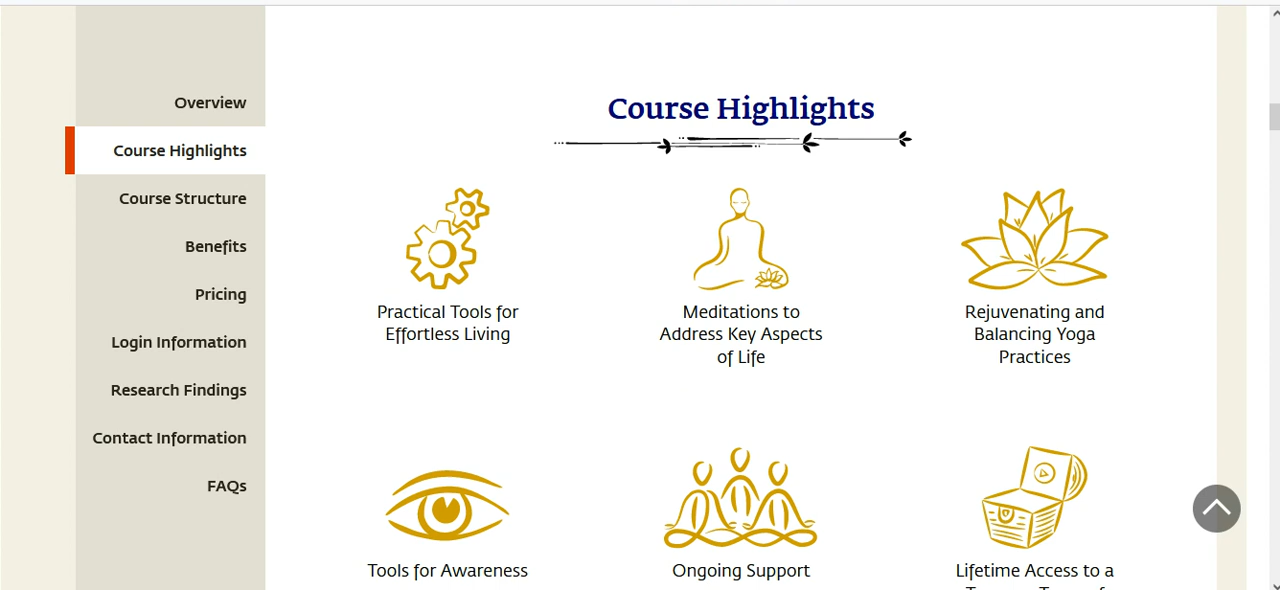 Overview
Course Highlights
Course Structure
Benefits
Pricing
Login Information
Research Findings
Contact Information
FAQs
Course Highlights
Practical Tools for
Effortless Living
Meditations to
Address Key Aspects
of Life
Rejuvenating and
Balancing Yoga
Practices
Tools for Awareness
Ongoing Support
Lifetime Access to a